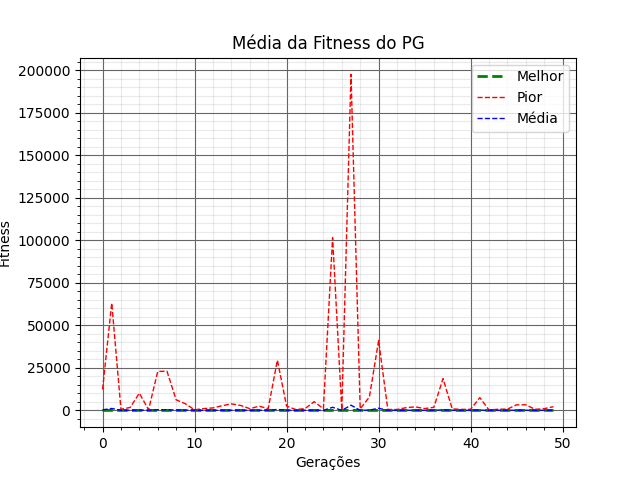 Média da Fitness do PG
Melhor
Pior
Média
200000
175000
150000
125000
100000
75000
50000
25000
0
Fitness
0 10 20 30 40 50
Gerações